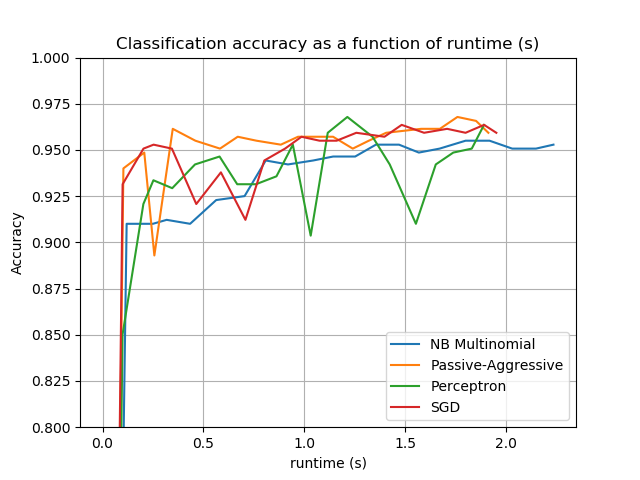 Classification accuracy as a function of runtime (s)
1.000
0.975
0.950
0.925
0.900
0.875
0.850
0.825
0.800
Accuracy
0.0
0.5
1.0
1.5
2.0
runtime (s)
NB Multinomial
Passive-Aggressive
Perceptron
SGD